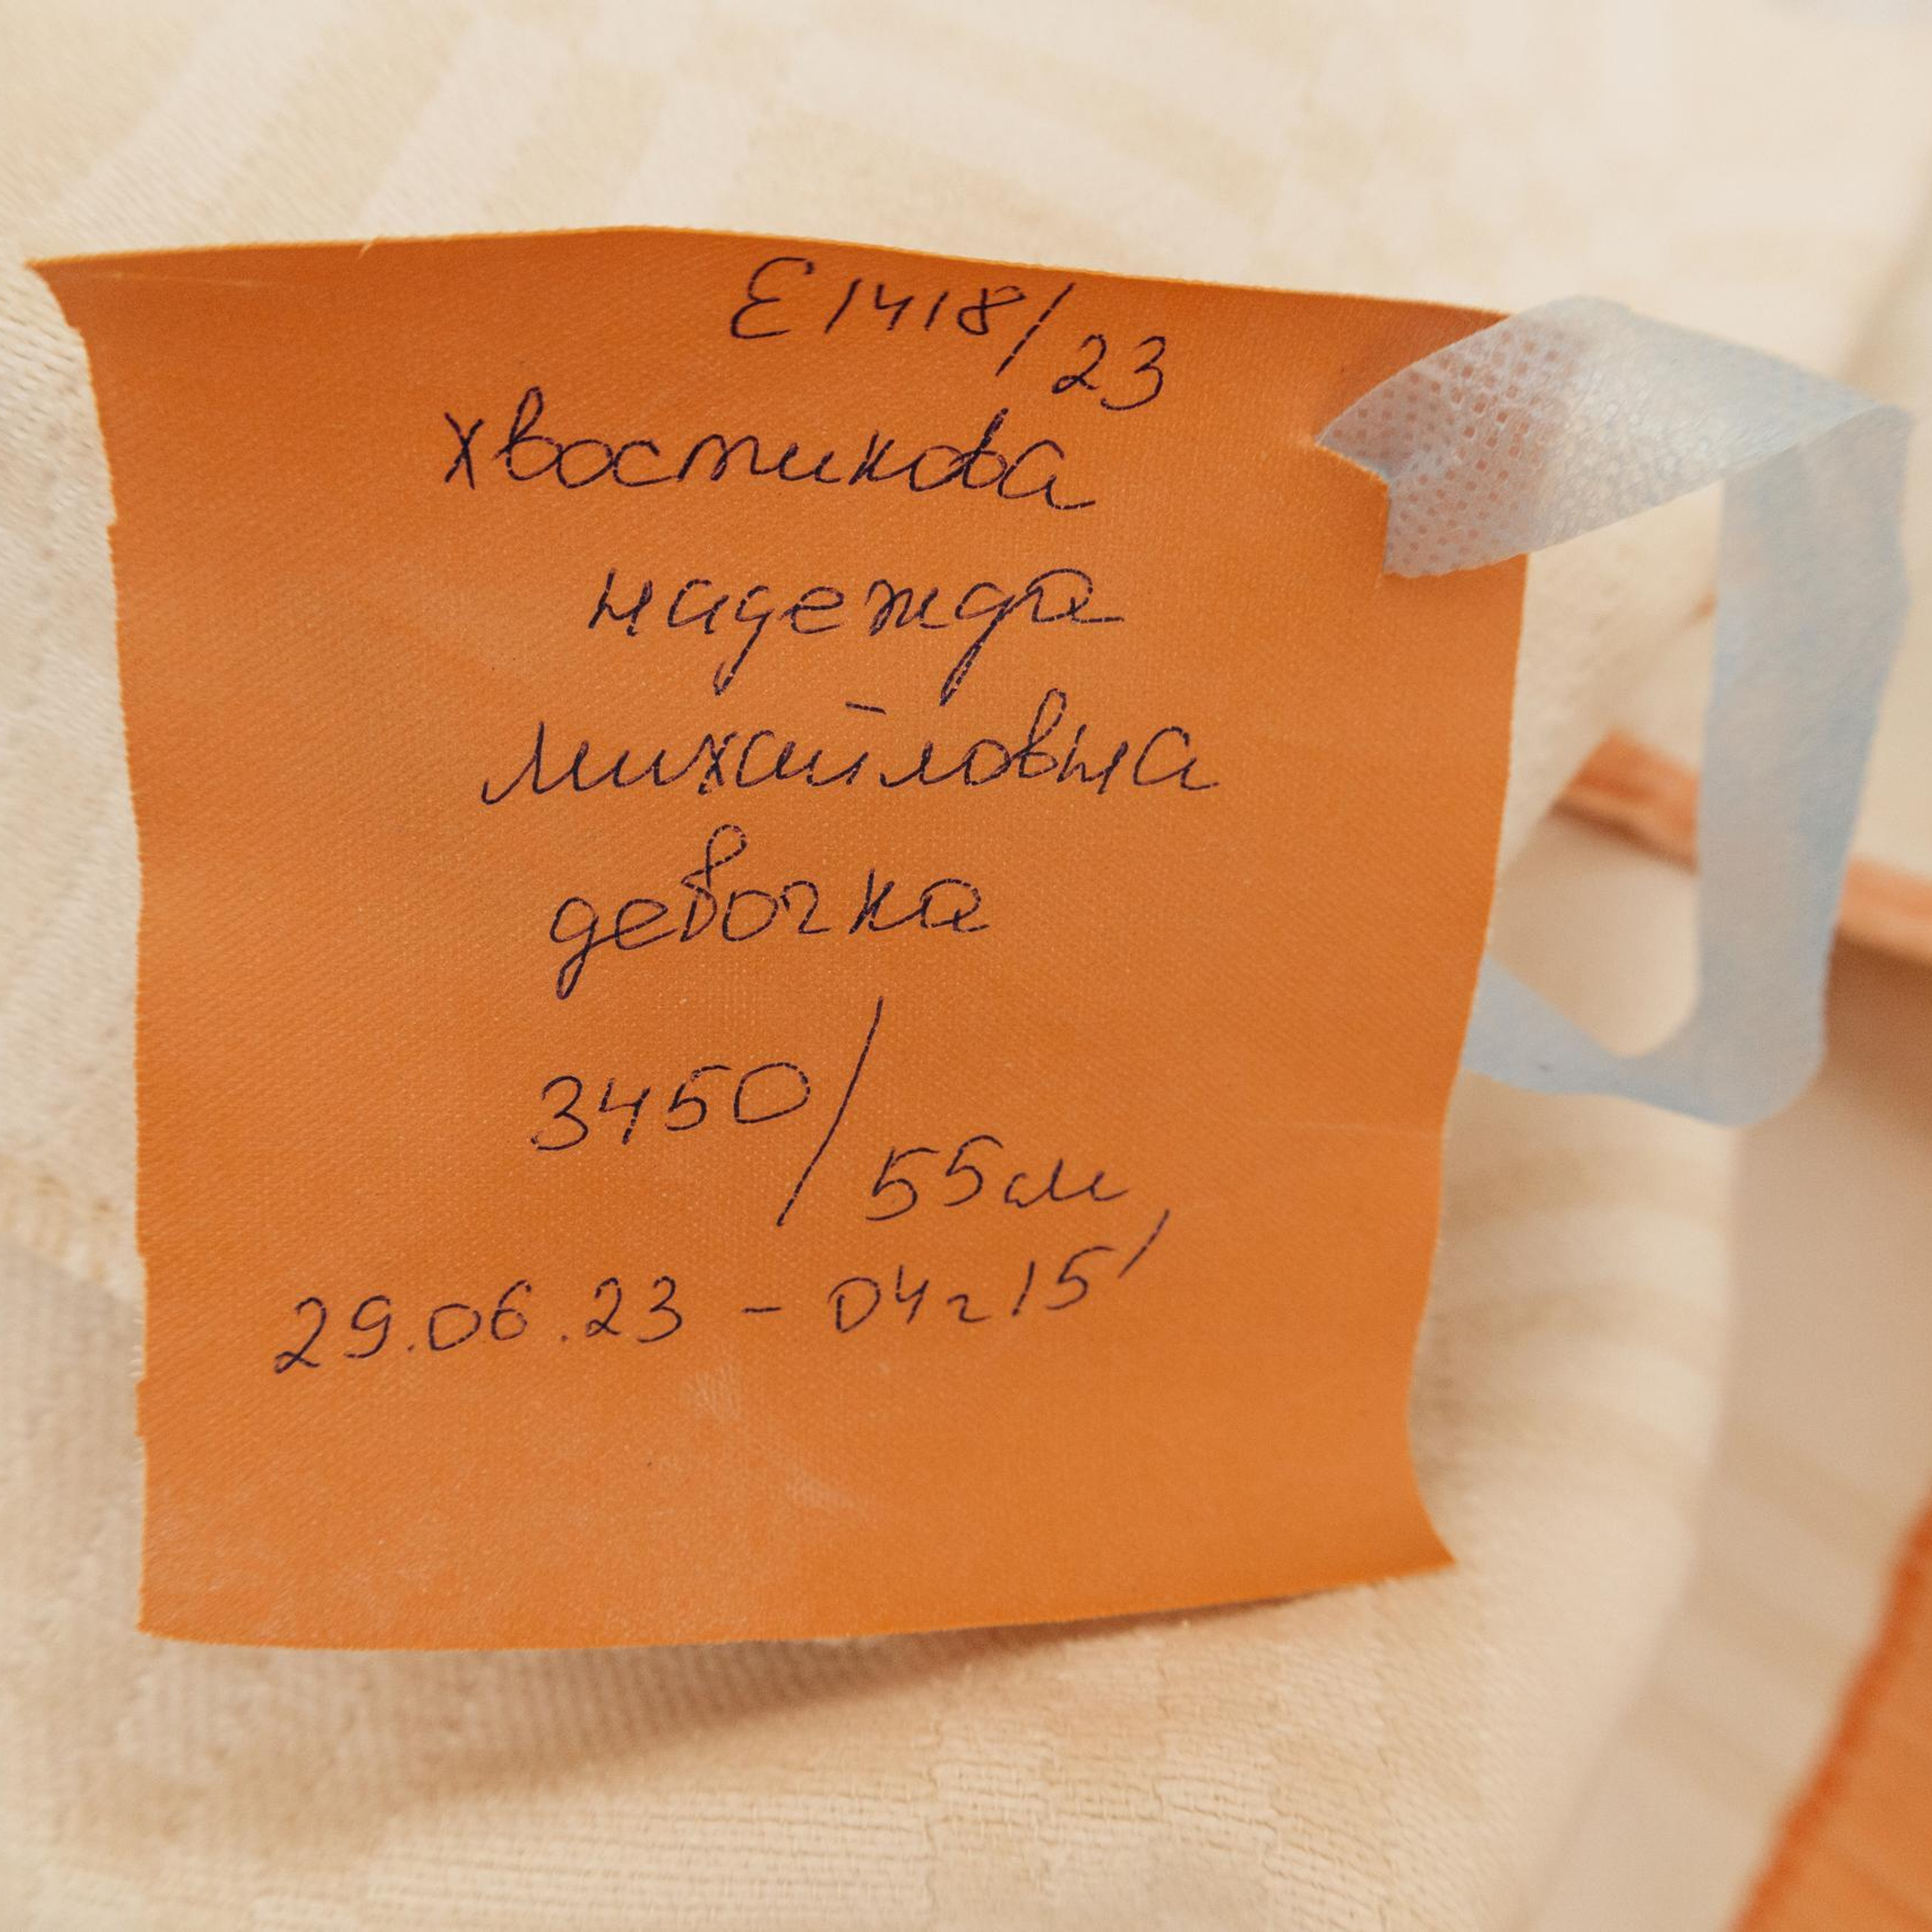 Е1418/23
Хвостикова
Надежда
Михайловна
девочка
3450/55см
29.06.23 - 04ч15'